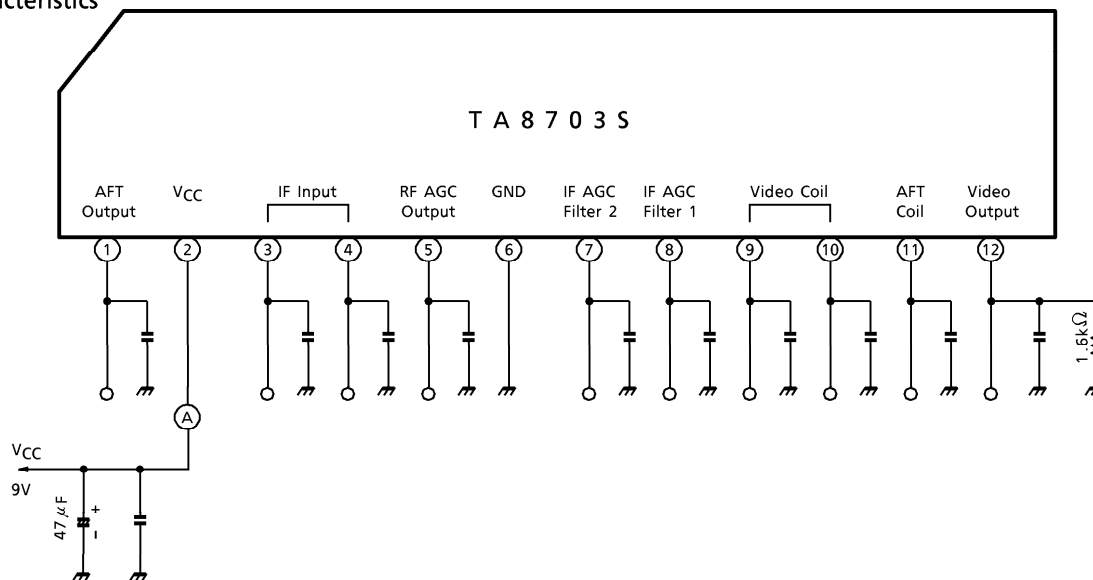 TA8703S
AFT Output
VCC
IF Input
RF AGC Output
GND
IF AGC Filter 2
IF AGC Filter 1
Video Coil
AFT Coil
Video Output
1 2 3 4 5 6 7 8 9 10 11 12
1.6kΩ
A
VCC
9V
47μF
+
−